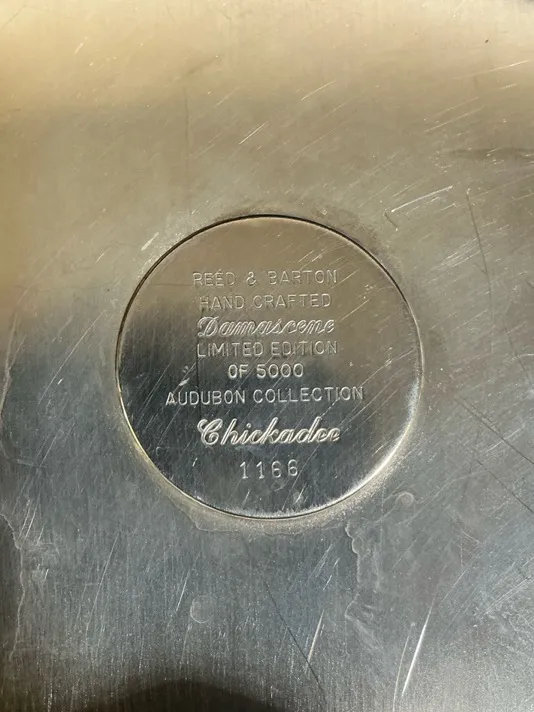 REED & BARTON
HAND CRAFTED
Damascene
LIMITED EDITION
OF 5000
AUDUBON COLLECTION
Chickadee
1166